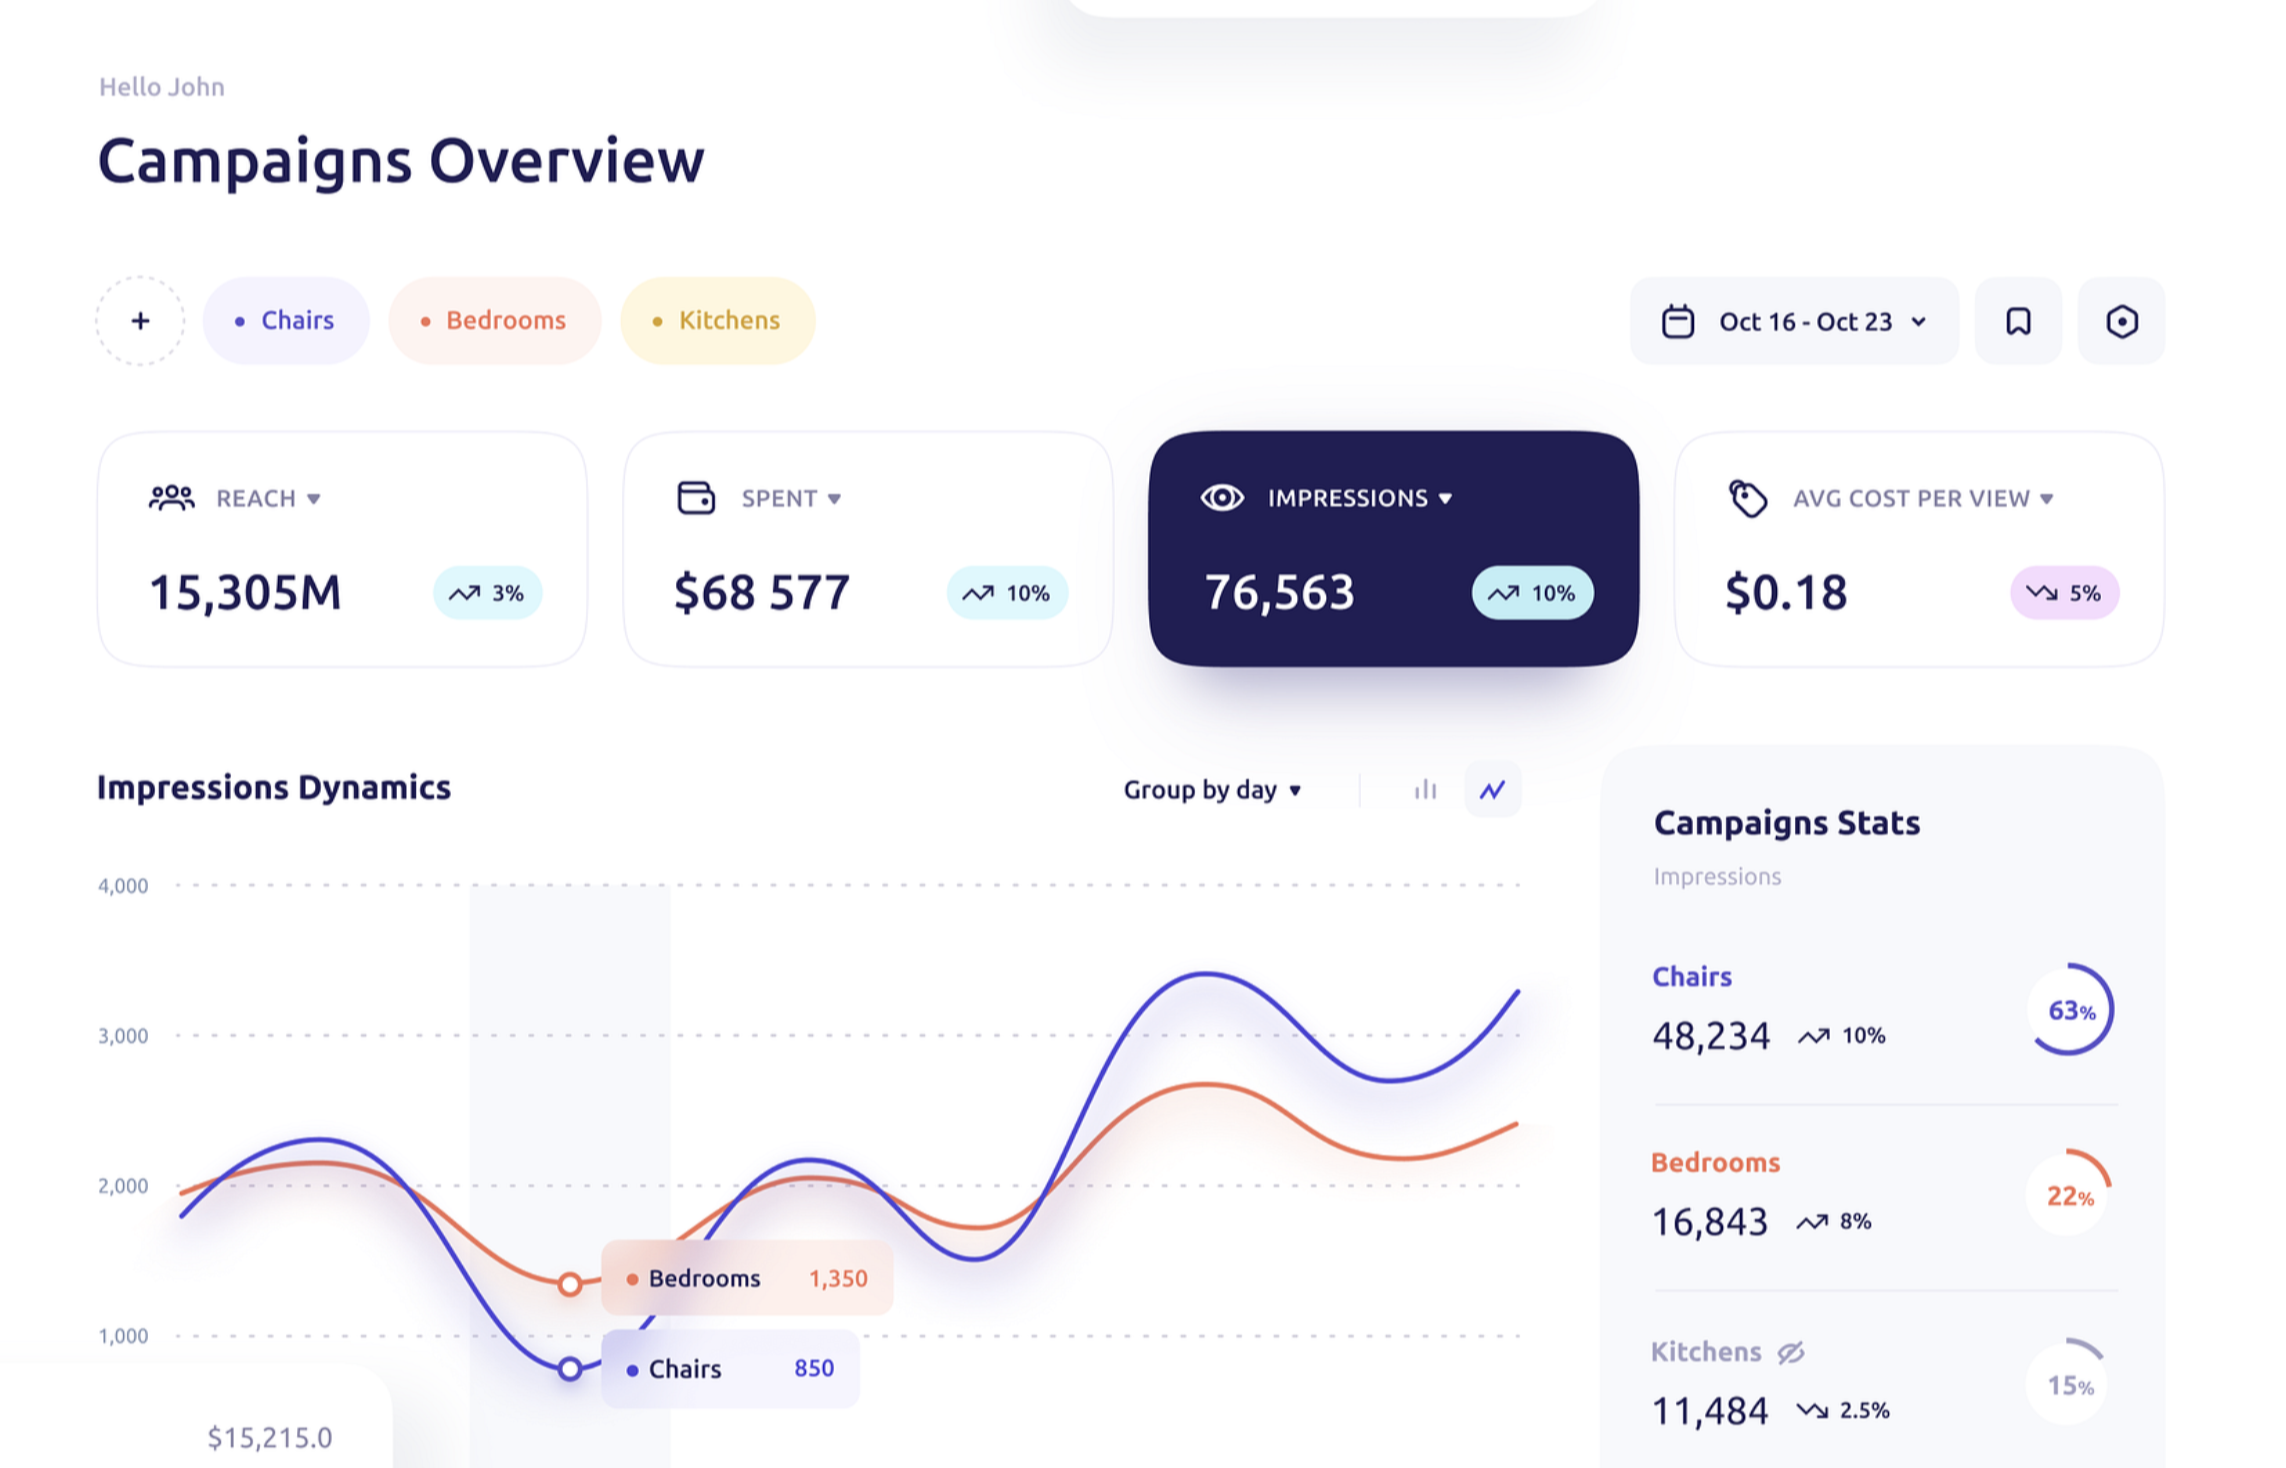 Hello John
Campaigns Overview
+ Chairs Bedrooms Kitchens
Oct 16 - Oct 23
REACH
15,305M
3%
SPENT
$68 577
10%
IMPRESSIONS
76,563
10%
AVG COST PER VIEW
$0.18
5%
Impressions Dynamics
Group by day
4,000
3,000
2,000
1,000
Bedrooms 1,350
Chairs 850
$15,215.0
Campaigns Stats
Impressions
Chairs
48,234 10%
63%
Bedrooms
16,843 8%
22%
Kitchens
11,484 2.5%
15%